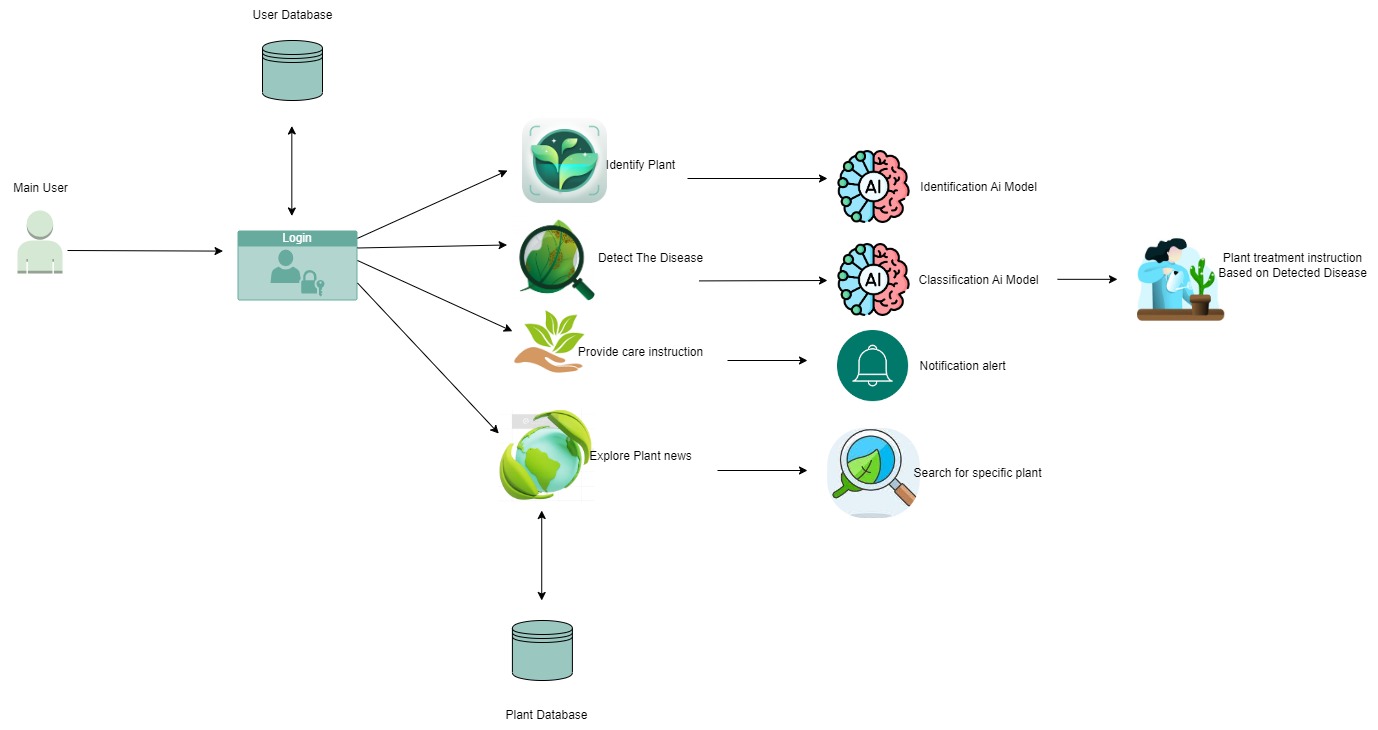 User Database
Main User
Login
Identify Plant
AI
Identification Ai Model
Detect The Disease
AI
Classification Ai Model
Plant treatment instruction
Based on Detected Disease
Provide care instruction
Notification alert
Explore Plant news
Search for specific plant
Plant Database